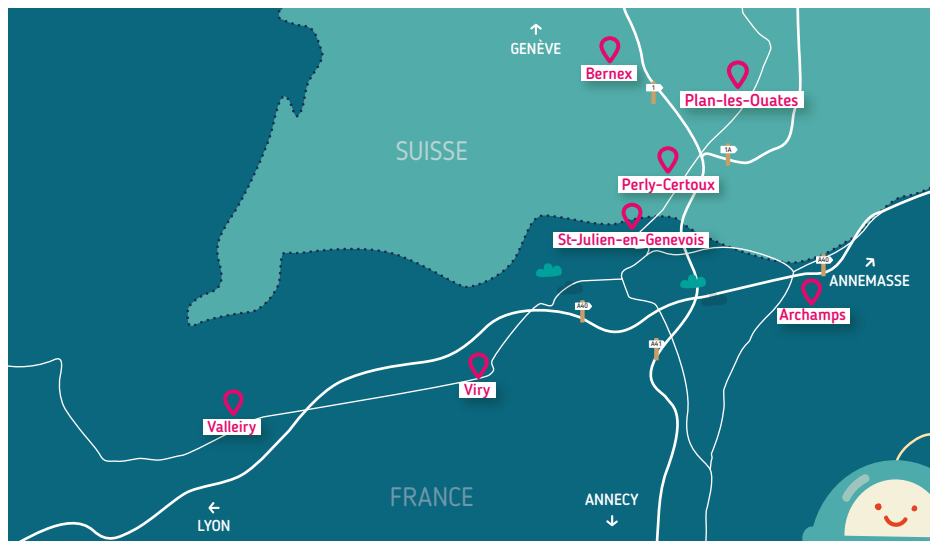 GENÈVE
Bernex
1
Plan-les-Ouates
SUISSE
1A
Perly-Certoux
St-Julien-en-Genevois
A40
ANNEMASSE
A40
Archamps
A41
Viry
Valleiry
FRANCE
ANNECY
LYON